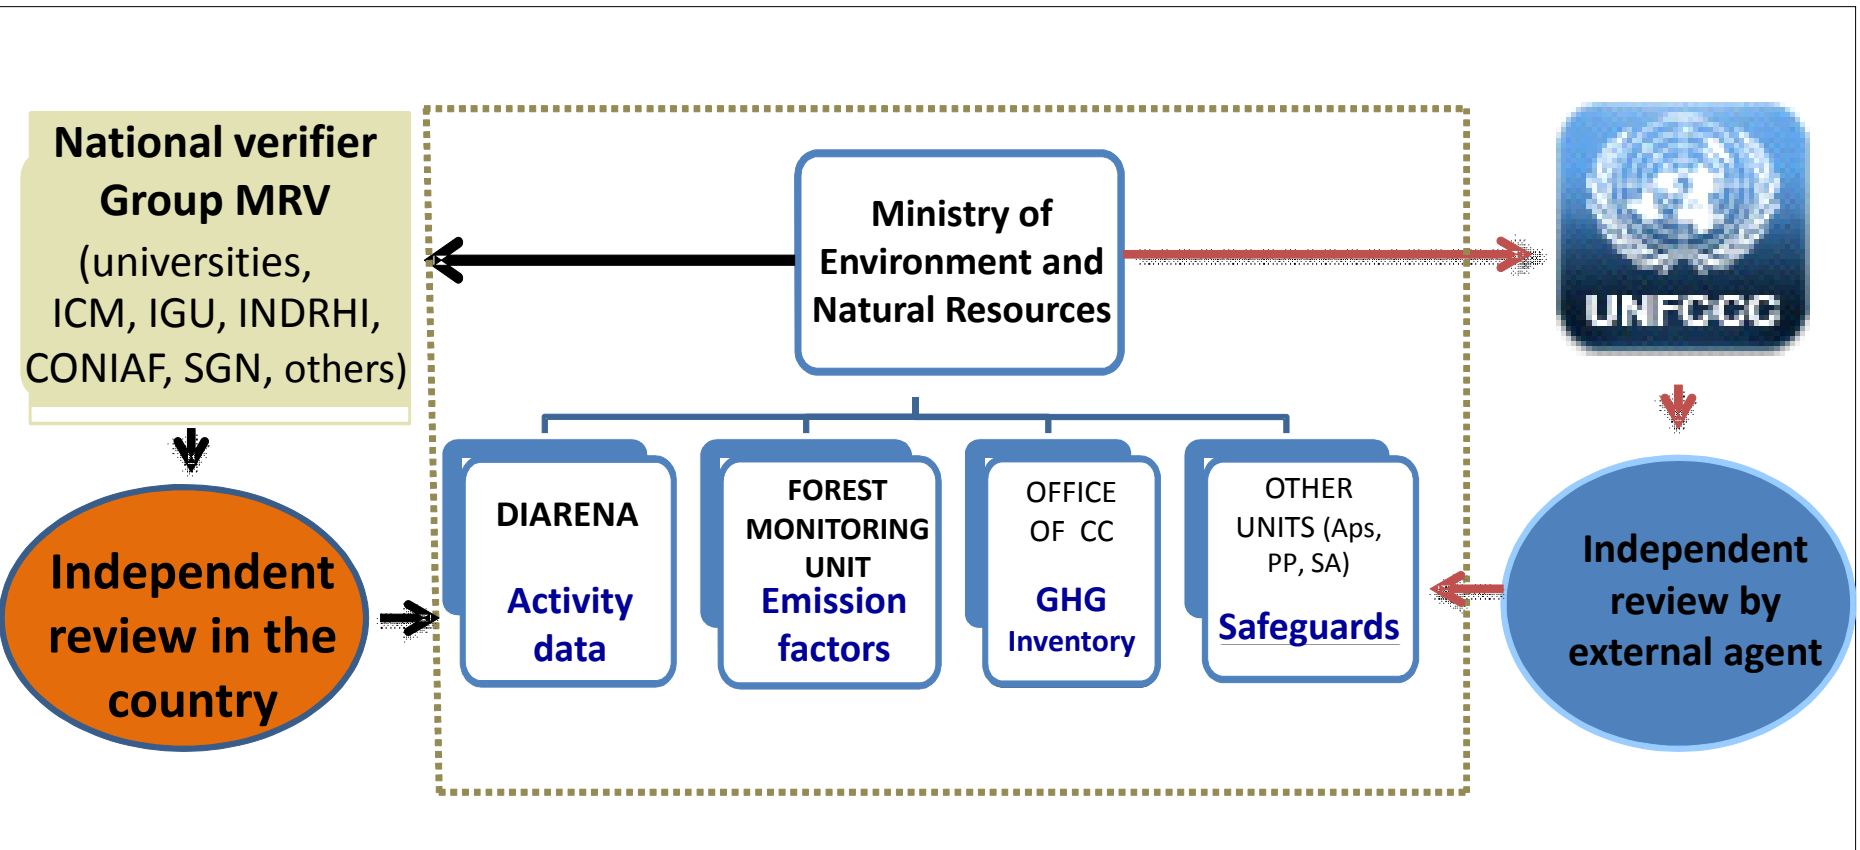 National verifier
Group MRV
(universities,
ICM, IGU, INDRHI,
CONIAF, SGN, others)
Independent
review in the
country
Ministry of
Environment and
Natural Resources
DIARENA
Activity
data
FOREST
MONITORING
UNIT
Emission
factors
OFFICE
OF CC
GHG
Inventory
OTHER
UNITS (Aps,
PP, SA)
Safeguards
UNFCCC
Independent
review by
external agent